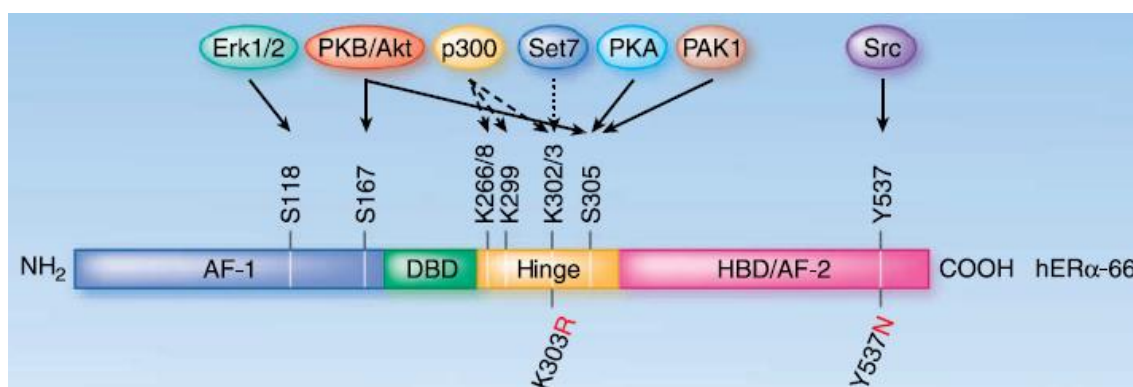 Erk1/2 PKB/Akt p300 Set7 PKA PAK1 Src
S118 S167 K266/8 K299 K302/3 S305 Y537
NH2 AF-1 DBD Hinge HBD/AF-2 COOH hERα-66
K303R Y537N